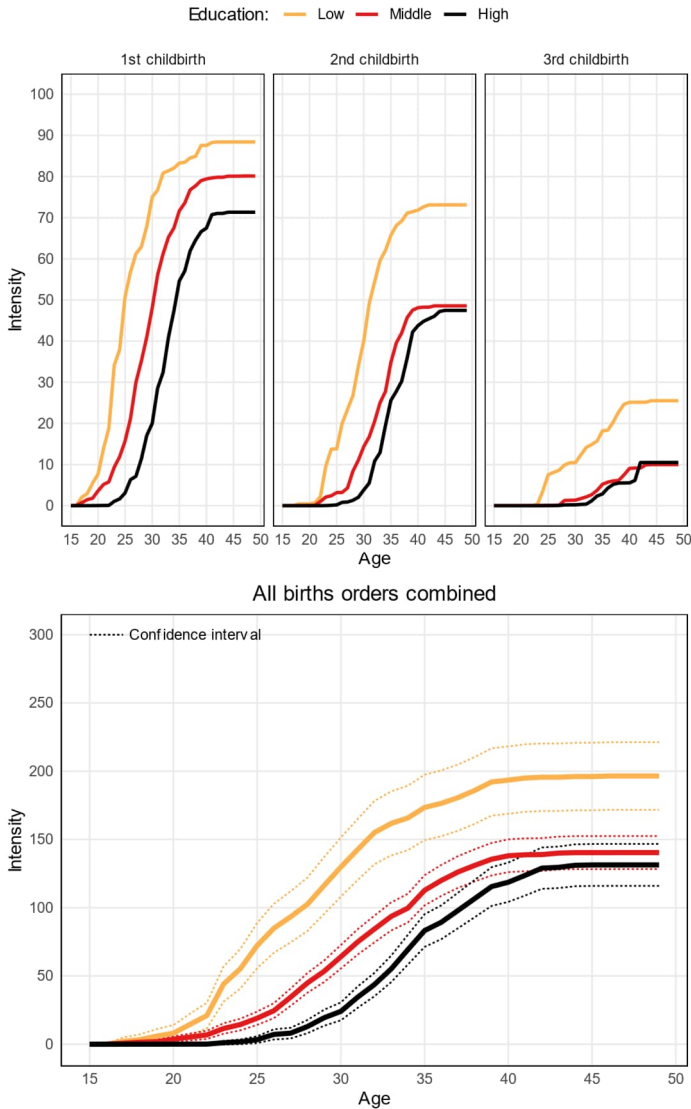 Education: Low Middle High
1st childbirth 2nd childbirth 3rd childbirth
100
90
80
70
60
50
40
30
20
10
0
Intensity
15 20 25 30 35 40 45 50 15 20 25 30 35 40 45 50 15 20 25 30 35 40 45 50
Age
All births orders combined
Confidence interval
300
250
200
150
100
50
0
Intensity
15 20 25 30 35 40 45 50
Age